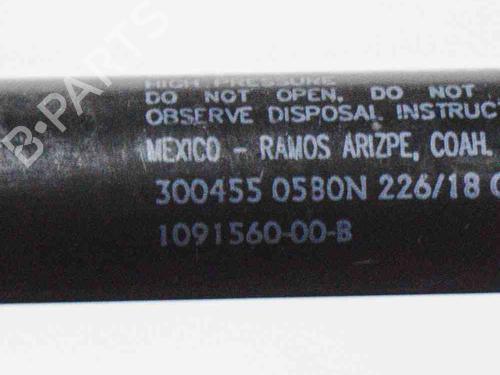 HIGH PRESSURE
DO NOT OPEN, DO NOT
OBSERVE DISPOSAL INSTRUC
MEXICO - RAMOS ARIZPE, COAH.
300455 0580N 226/18
1091560-00-B
B-PARTS